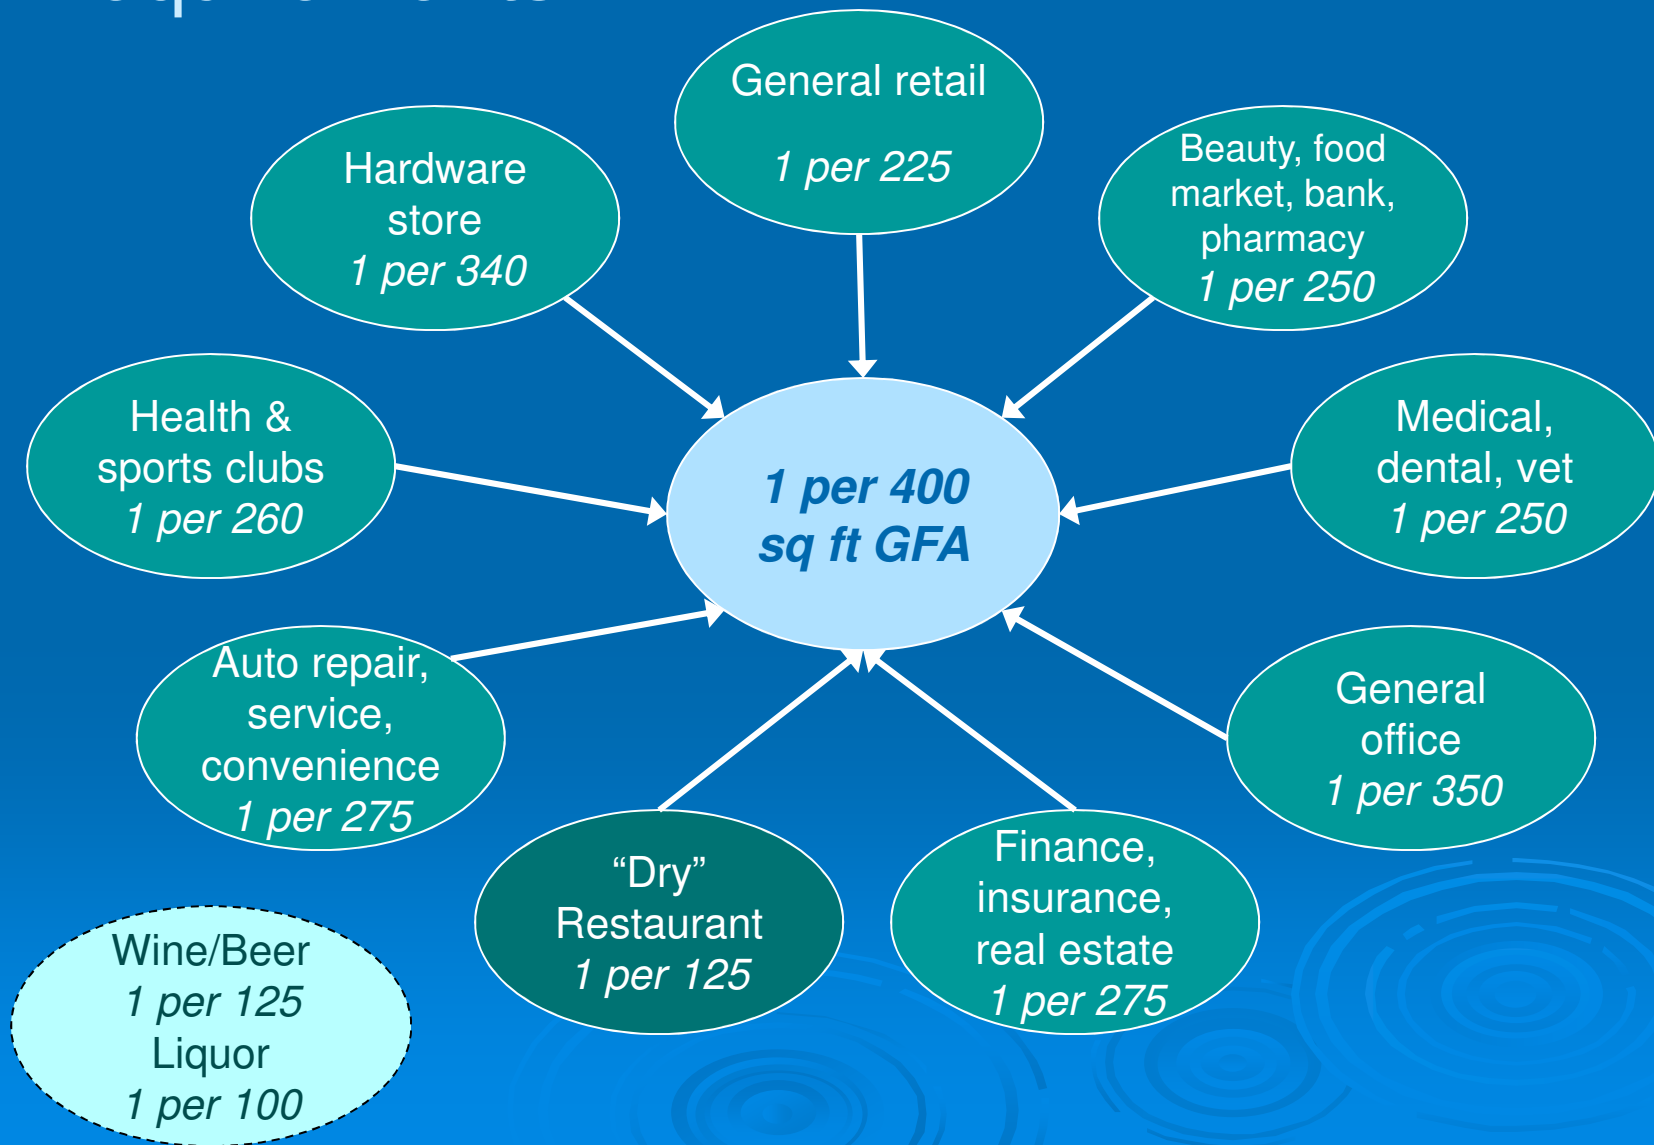 General retail
1 per 225
Hardware
store
1 per 340
Beauty, food
market, bank,
pharmacy
1 per 250
Health &
sports clubs
1 per 260
1 per 400
sq ft GFA
Medical,
dental, vet
1 per 250
Auto repair,
service,
convenience
1 per 275
General
office
1 per 350
“Dry”
Restaurant
1 per 125
Finance,
insurance,
real estate
1 per 275
Wine/Beer
1 per 125
Liquor
1 per 100